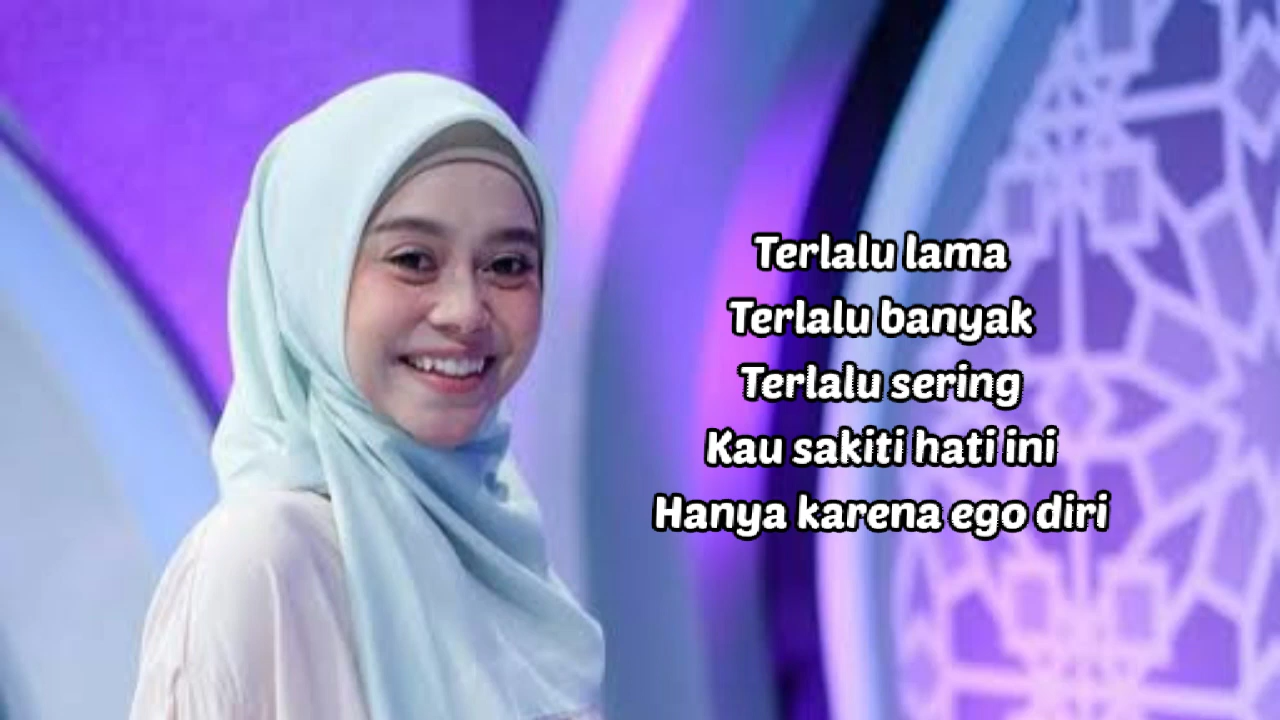 Terlalu lama
Terlalu banyak
Terlalu sering
Kau sakiti hati ini
Hanya karena ego diri